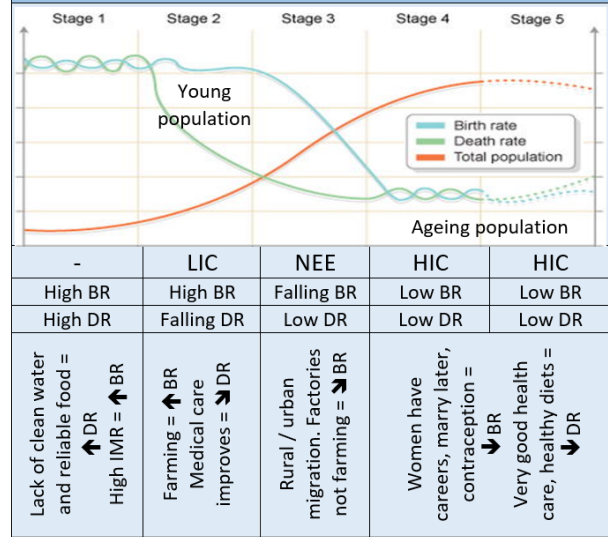 Stage 1 Stage 2 Stage 3 Stage 4 Stage 5
Young
population
Birth rate
Death rate
Total population
Ageing population
- LIC NEE HIC HIC
High BR High BR Falling BR Low BR Low BR
High DR Falling DR Low DR Low DR Low DR
Lack of clean water
and reliable food =
↑ DR
High IMR = ↑ BR
Farming = ↑ BR
Medical care
improves = ↘ DR
Rural / urban
migration. Factories
not farming = ↘ BR
Women have
careers, marry later,
contraception =
↓ BR
Very good health
care, healthy diets =
↓ DR